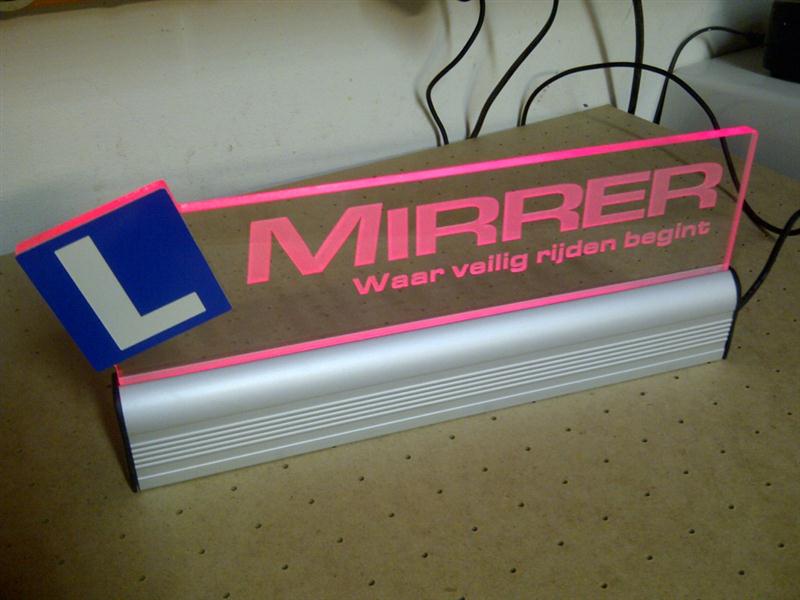 L
MIRRER
Waar veilig rijden begint